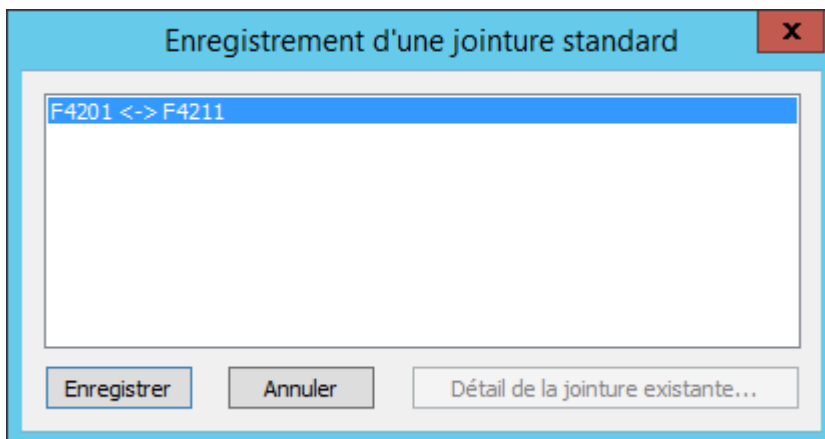 Enregistrement d'une jointure standard
x
F4201 <-> F4211
Enregistrer Annuler Détail de la jointure existante...